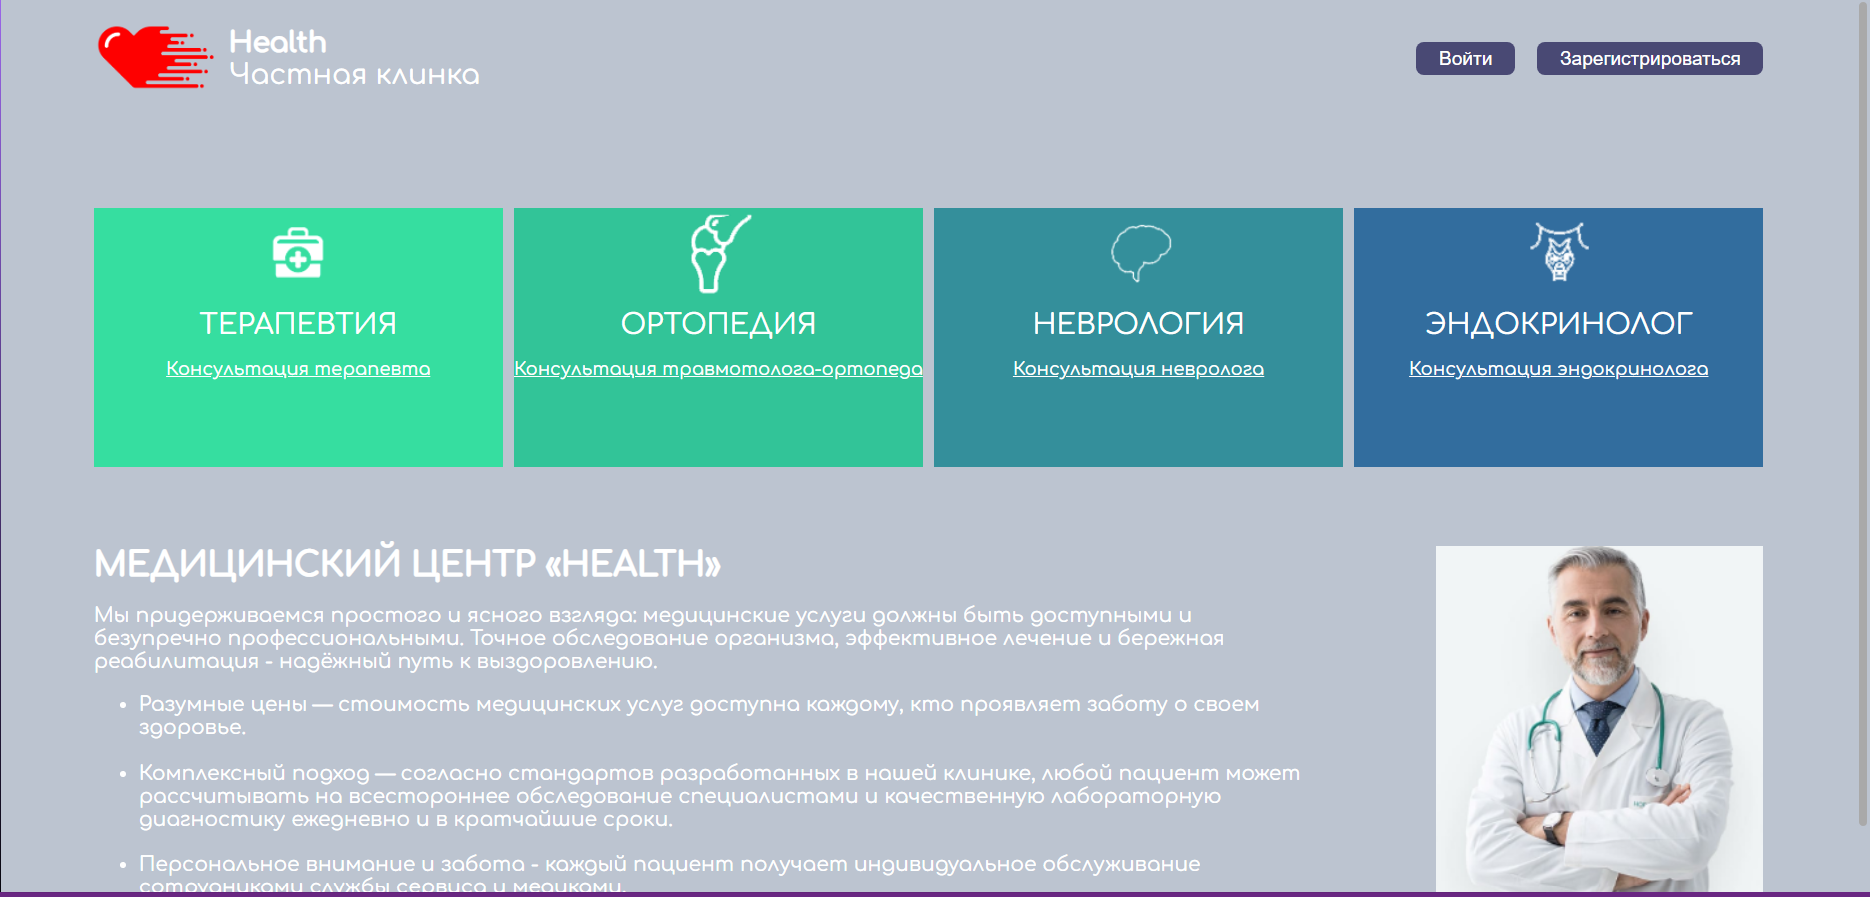 Health
Частная клинка
Войти
Зарегистрироваться
ТЕРАПЕВТИЯ
Консультация терапевта
ОРТОПЕДИЯ
Консультация травмотолога-ортопеда
НЕВРОЛОГИЯ
Консультация невролога
ЭНДОКРИНОЛОГ
Консультация эндокринолога
МЕДИЦИНСКИЙ ЦЕНТР «HEALTH»
Мы придерживаемся простого и ясного взгляда: медицинские услуги должны быть доступными и
безупречно профессиональными. Точное обследование организма, эффективное лечение и бережная
реабилитация - надёжный путь к выздоровлению.
• Разумные цены — стоимость медицинских услуг доступна каждому, кто проявляет заботу о своем
здоровье.
• Комплексный подход — согласно стандартов разработанных в нашей клинике, любой пациент может
рассчитывать на всестороннее обследование специалистами и качественную лабораторную
диагностику ежедневно и в кратчайшие сроки.
• Персональное внимание и забота - каждый пациент получает индивидуальное обслуживание
сотрудниками службы сервиса и медиками.